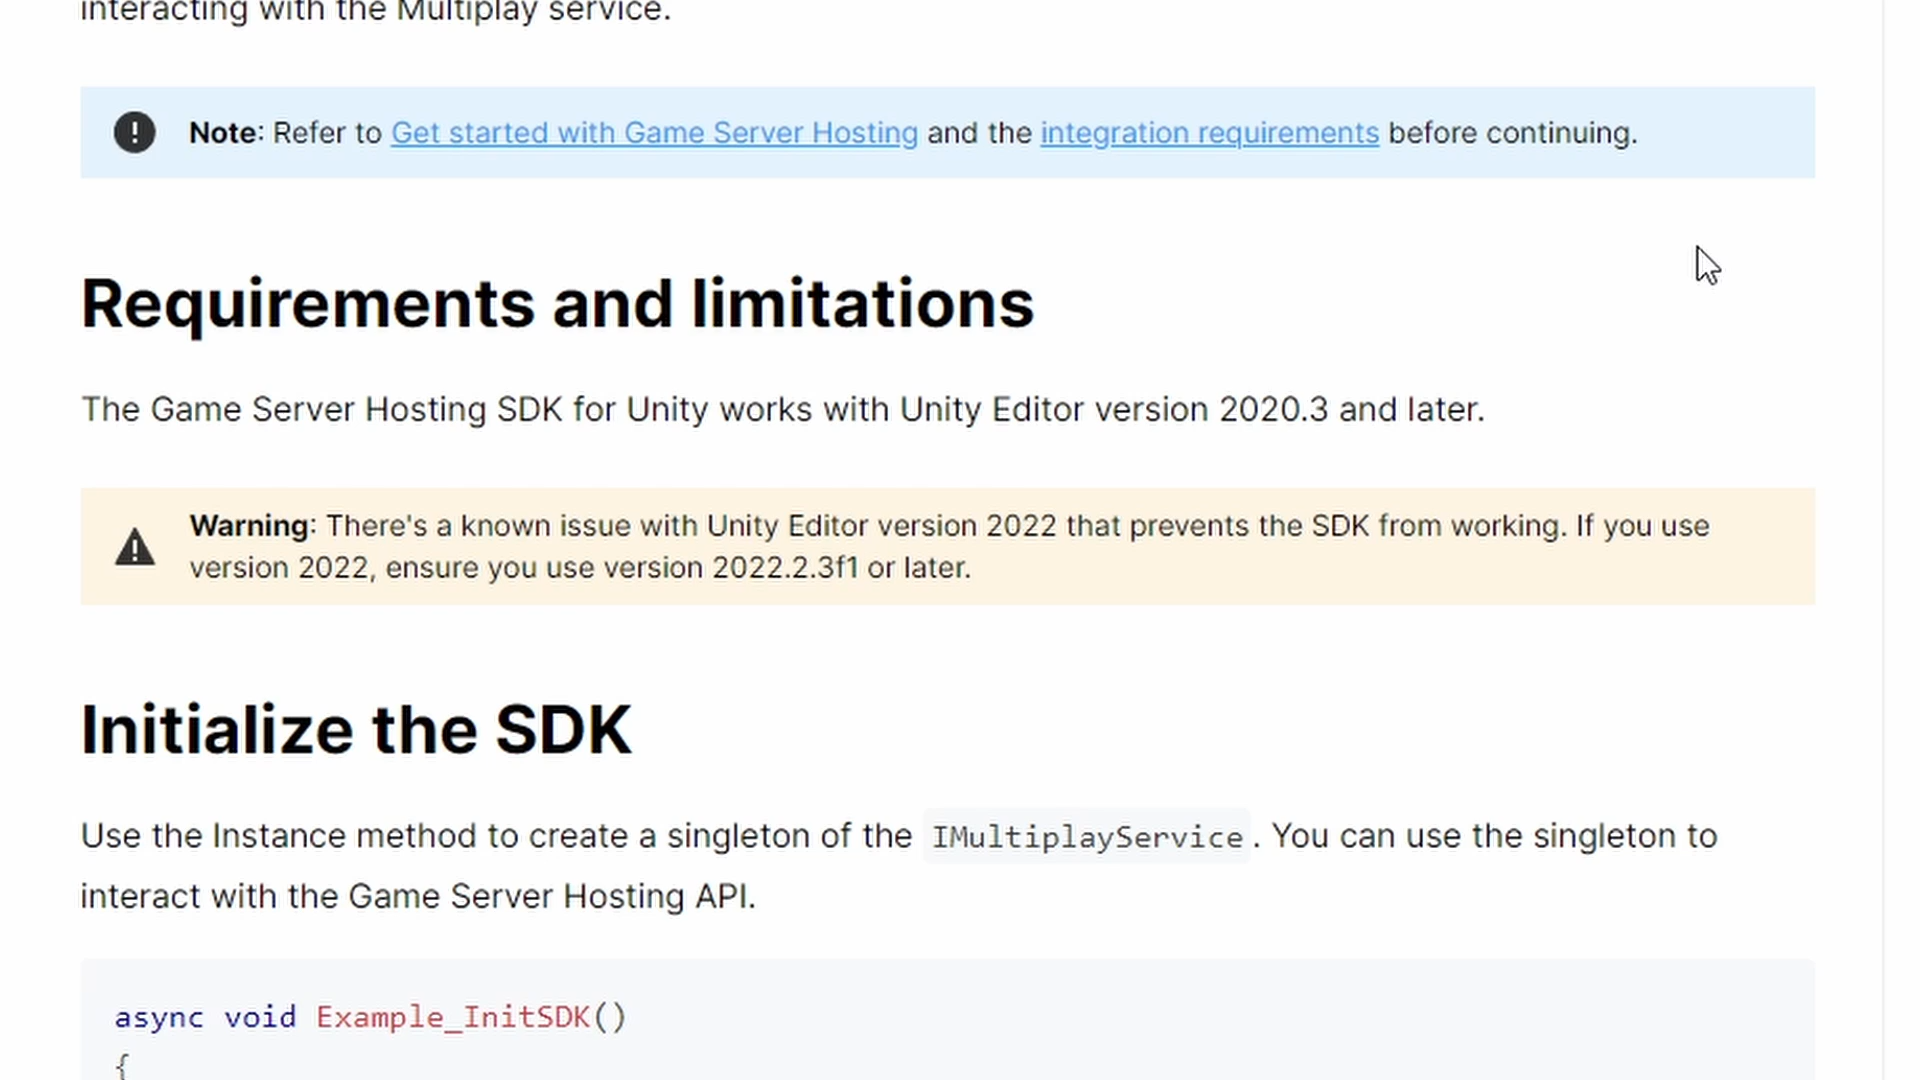 interacting with the Multiplay service.
Note: Refer to Get started with Game Server Hosting and the integration requirements before continuing.
Requirements and limitations
The Game Server Hosting SDK for Unity works with Unity Editor version 2020.3 and later.
Warning: There's a known issue with Unity Editor version 2022 that prevents the SDK from working. If you use
version 2022, ensure you use version 2022.2.3f1 or later.
Initialize the SDK
Use the Instance method to create a singleton of the IMultiplayService. You can use the singleton to
interact with the Game Server Hosting API.
async void Example_InitSDK()
{